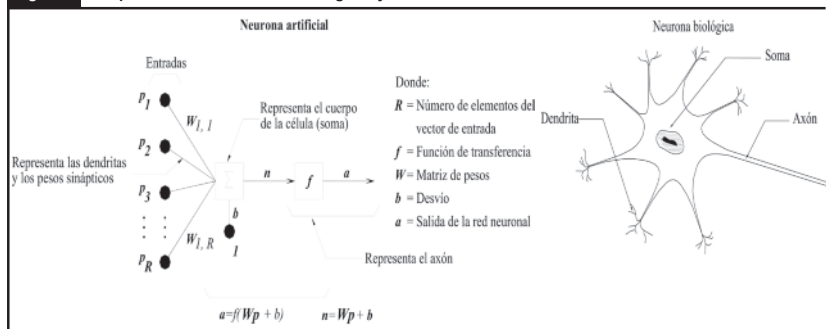 Neurona artificial
Neurona biológica
Entradas
p1
W1, 1
p2
p3
W1, R
pR
Representa las dendritas
y los pesos sinápticos
Representa el cuerpo
de la célula (soma)
Σ
n
f
a
b
1
Representa el axón
a=f(Wp + b)
n=Wp + b
Donde:
R = Número de elementos del
vector de entrada
f = Función de transferencia
W= Matriz de pesos
b = Desvío
a = Salida de la red neuronal
Soma
Dendrita
Axón